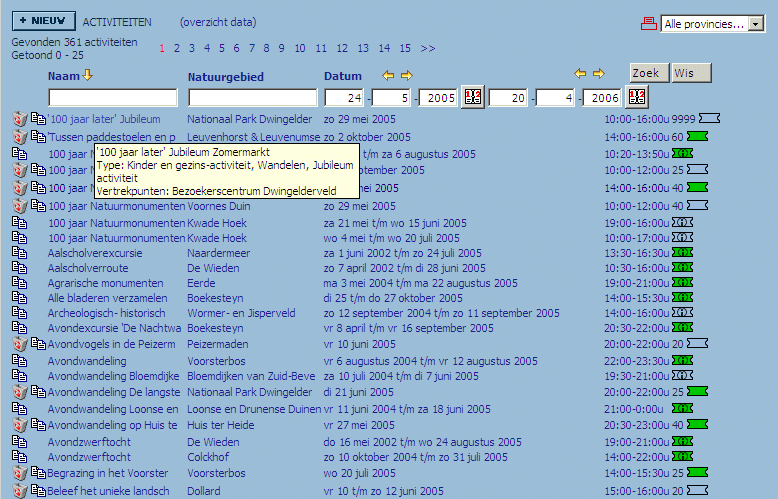 + NIEUW ACTIVITEITEN (overzicht data) Alle provincies...
Gevonden 361 activiteiten
Getoond 0 - 25
1 2 3 4 5 6 7 8 9 10 11 12 13 14 15 >>
Naam Natuurgebied Datum Zoek Wis
24 - 5 - 2005 20 - 4 - 2006
'100 jaar later' Jubileum Nationaal Park Dwingelder zo 29 mei 2005 10:00-16:00u 9999
'Tussen paddestoelen en p Leuvenhorst & Leuvenumse zo 2 oktober 2005 14:00-16:00u 60
100 jaar t/m za 6 augustus 2005 10:20-13:50u
100 jaar september 2005 10:00-12:00u 25
100 jaar mei 2005 14:00-16:00u 40
'100 jaar later' Jubileum Zomermarkt
Type: Kinder en gezins-activiteit, Wandelen, Jubileum
activiteit
Vertrekpunten: Bezoekerscentrum Dwingelderveld
100 jaar Natuurmonumenten Voornes Duin zo 29 mei 2005 10:00-12:00u 40
100 jaar Natuurmonumenten Kwade Hoek za 21 mei t/m wo 15 juni 2005 19:00-16:00u
100 jaar Natuurmonumenten Kwade Hoek wo 4 mei t/m wo 20 juli 2005 10:00-17:00u
Aalscholverexcursie Naardermeer za 1 juni 2002 t/m zo 24 juli 2005 13:30-16:30u
Aalscholverroute De Wieden zo 7 april 2002 t/m di 28 juni 2005 10:30-16:00u
Agrarische monumenten Eerde ma 3 mei 2004 t/m ma 22 augustus 2005 19:00-21:00u
Alle bladeren verzamelen Boekesteyn di 25 t/m do 27 oktober 2005 14:00-15:30u
Archeologisch- historisch Wormer- en Jisperveld zo 12 september 2004 t/m zo 11 september 2005 14:00-16:00u
Avondexcursie 'De Nachtwa Boekesteyn vr 8 april t/m vr 16 september 2005 20:30-22:00u
Avondvogels in de Peizerm Peizermaden vr 10 juni 2005 20:00-22:00u 20
Avondwandeling Voorsterbos vr 6 augustus 2004 t/m vr 12 augustus 2005 22:00-23:30u
Avondwandeling Bloemdijke Bloemdijken van Zuid-Beve za 10 juli 2004 t/m di 7 juni 2005 19:30-21:00u
Avondwandeling De langste Nationaal Park Dwingelder di 21 juni 2005 20:00-22:00u 25
Avondwandeling Loonse en Loonse en Drunense Duinen vr 11 juni 2004 t/m za 18 juni 2005 21:00-0:00u
Avondwandeling op Huis te Huis ter Heide vr 27 mei 2005 20:30-23:00u 40
Avondzwerftocht De Wieden do 16 mei 2002 t/m wo 24 augustus 2005 19:00-21:00u
Avondzwerftocht Colckhof zo 10 oktober 2004 t/m zo 31 juli 2005 14:00-22:00u
Begrazing in het Voorster Voorsterbos wo 20 juli 2005 14:00-15:30u 25
Beleef het unieke landsch Dollard vr 10 t/m zo 12 juni 2005 15:00-16:00u 20